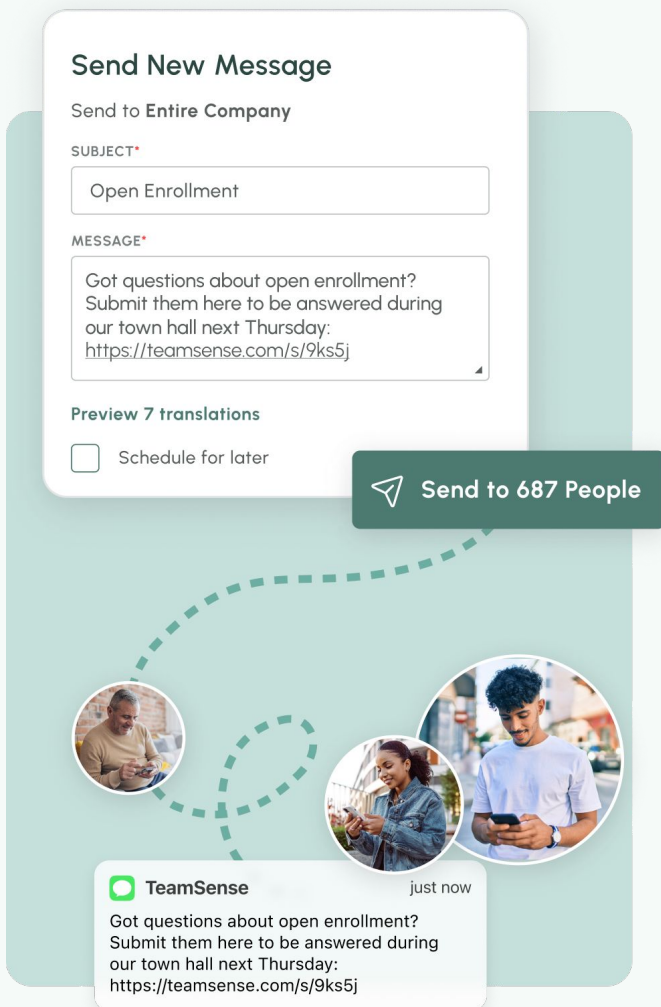 Send New Message
Send to Entire Company
SUBJECT*
Open Enrollment
MESSAGE*
Got questions about open enrollment?
Submit them here to be answered during
our town hall next Thursday:
https://teamsense.com/s/9ks5j
Preview 7 translations
Schedule for later
Send to 687 People
TeamSense just now
Got questions about open enrollment?
Submit them here to be answered during
our town hall next Thursday:
https://teamsense.com/s/9ks5j